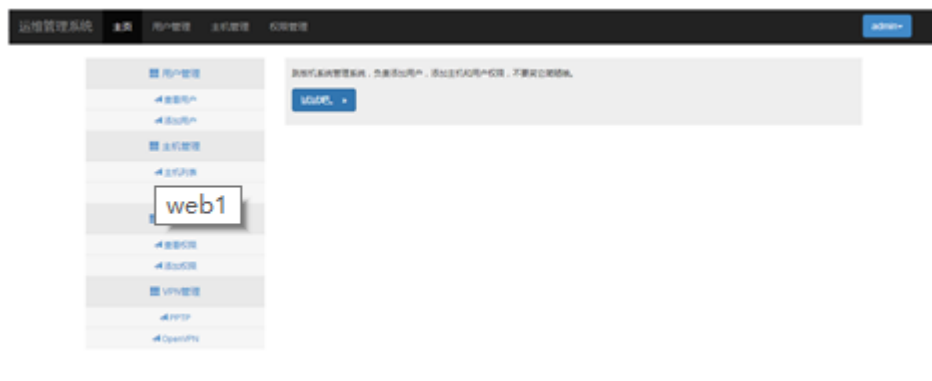 运维管理系统 主页 用户管理 主机管理 权限管理 admin
用户管理
查看用户
添加用户
主机管理
主机列表
web1
查看权限
添加权限
VPN管理
PPTP
OpenVPN
试试吧。 »